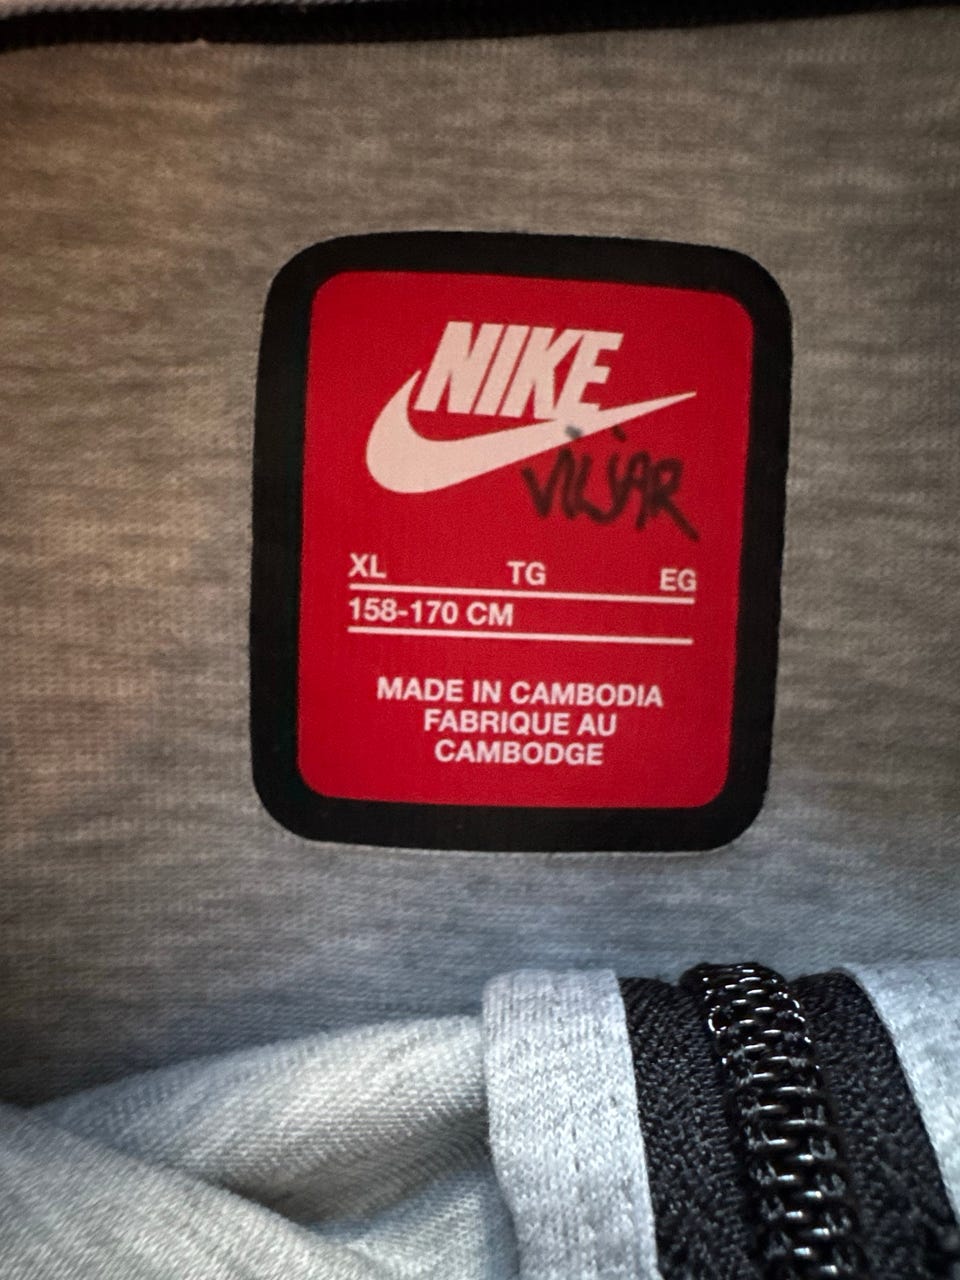 NIKE
VILJAR
XL TG EG
158-170 CM
MADE IN CAMBODIA
FABRIQUE AU
CAMBODGE